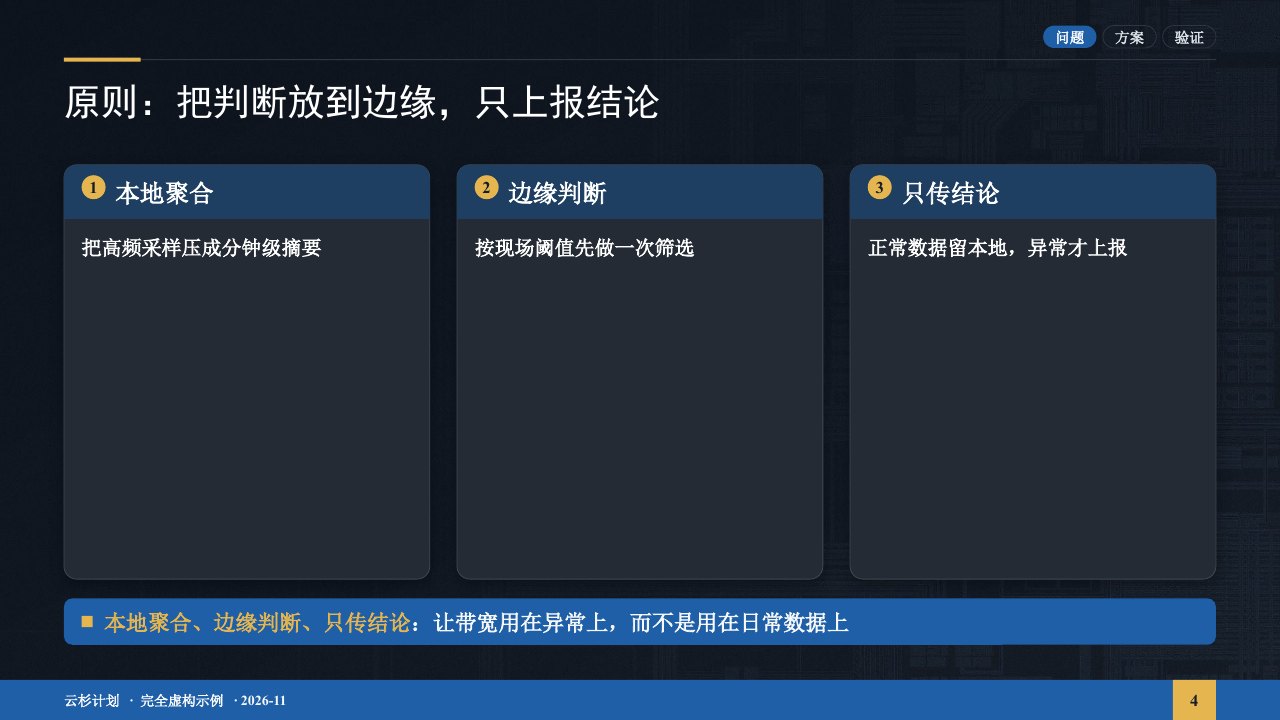 问题 方案 验证
原则：把判断放到边缘，只上报结论
1 本地聚合
把高频采样压成分钟级摘要
2 边缘判断
按现场阈值先做一次筛选
3 只传结论
正常数据留本地，异常才上报
本地聚合、边缘判断、只传结论：让带宽用在异常上，而不是用在日常数据上
云杉计划 · 完全虚构示例 · 2026-11
4